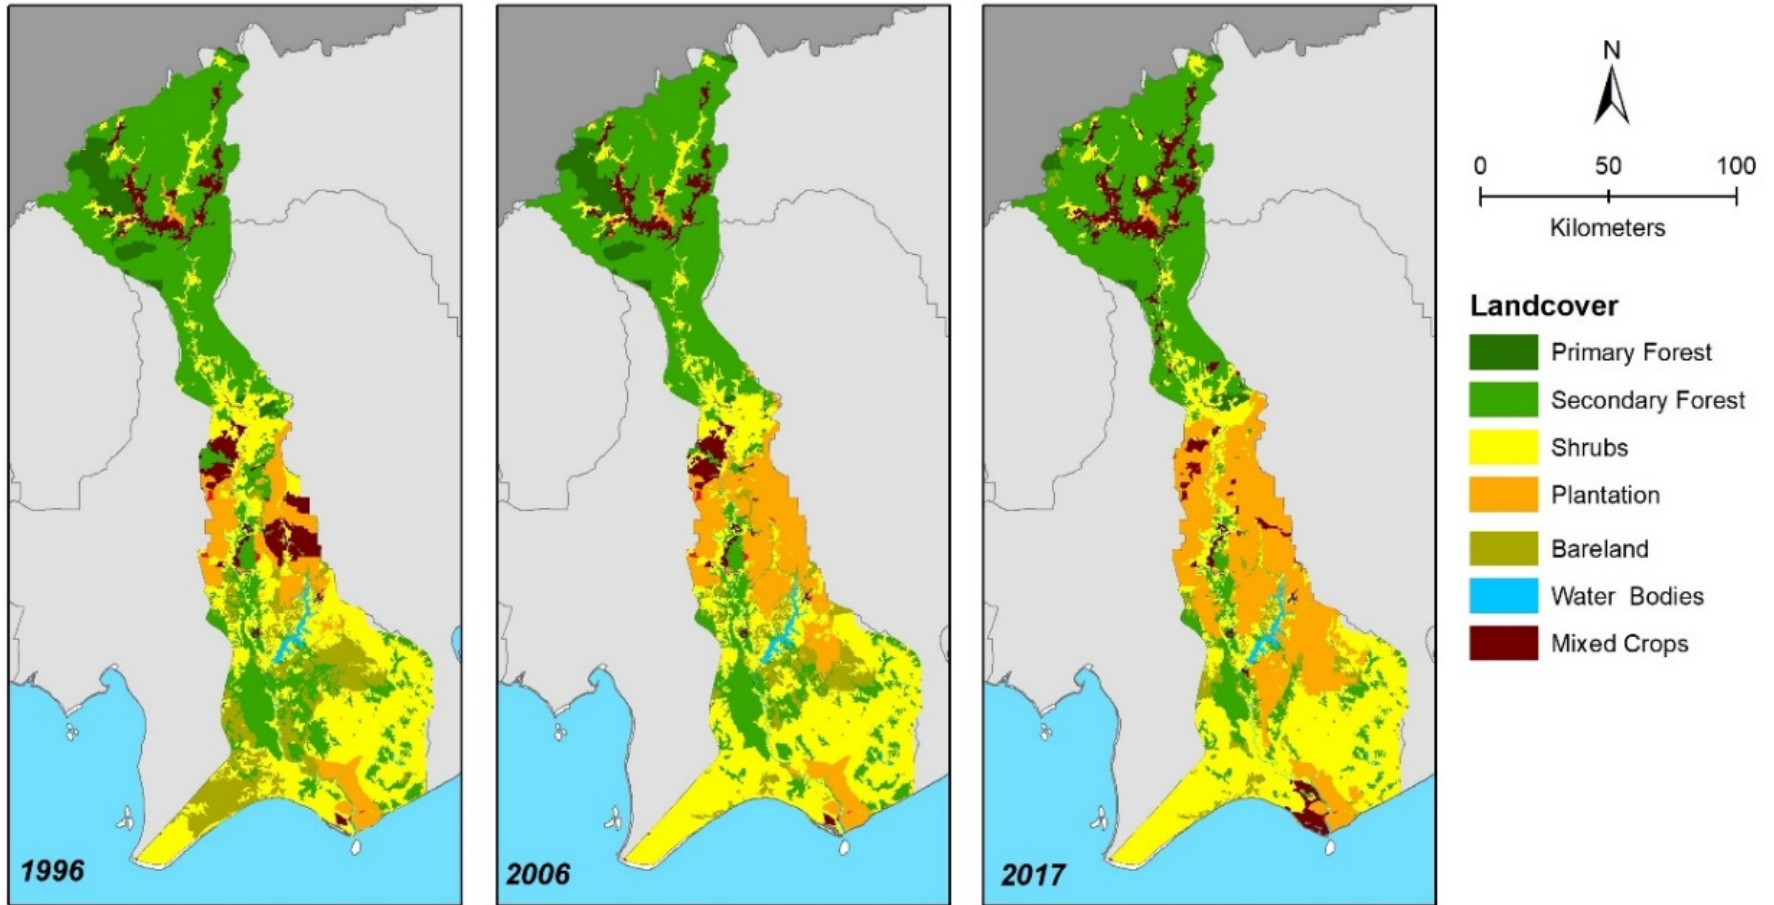 1996
2006
2017
N
0 50 100
Kilometers
Landcover
Primary Forest
Secondary Forest
Shrubs
Plantation
Bareland
Water Bodies
Mixed Crops